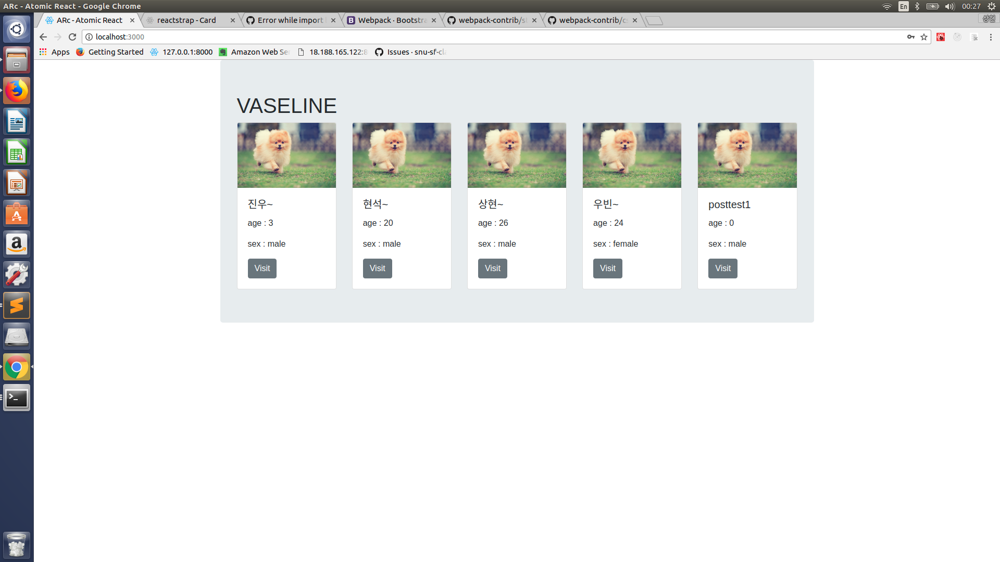 ARc - Atomic React - Google Chrome
En
00:27
ARc - Atomic React
reactstrap - Card
Error while import
Webpack · Bootstra
webpack-contrib/st
webpack-contrib/cs
상현
localhost:3000
Apps
Getting Started
127.0.0.1:8000
Amazon Web Se
18.188.165.122:8
Issues · snu-sf-cla
VASELINE
진우~
age : 3
sex : male
Visit
현석~
age : 20
sex : male
Visit
상현~
age : 26
sex : male
Visit
우빈~
age : 24
sex : female
Visit
posttest1
age : 0
sex : male
Visit